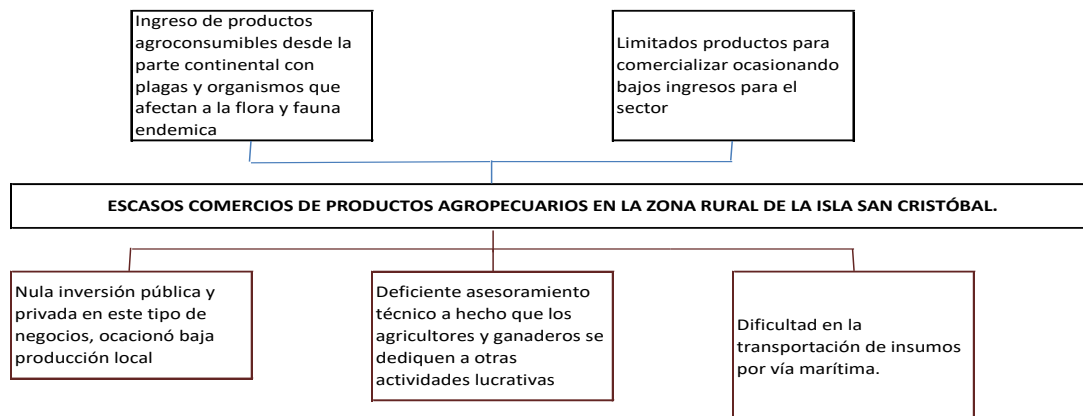 Ingreso de productos
agroconsumibles desde la
parte continental con
plagas y organismos que
afectan a la flora y fauna
endemica
Limitados productos para
comercializar ocasionando
bajos ingresos para el
sector
ESCASOS COMERCIOS DE PRODUCTOS AGROPECUARIOS EN LA ZONA RURAL DE LA ISLA SAN CRISTÓBAL.
Nula inversión pública y
privada en este tipo de
negocios, ocacionó baja
producción local
Deficiente asesoramiento
técnico a hecho que los
agricultores y ganaderos se
dediquen a otras
actividades lucrativas
Dificultad en la
transportación de insumos
por vía marítima.